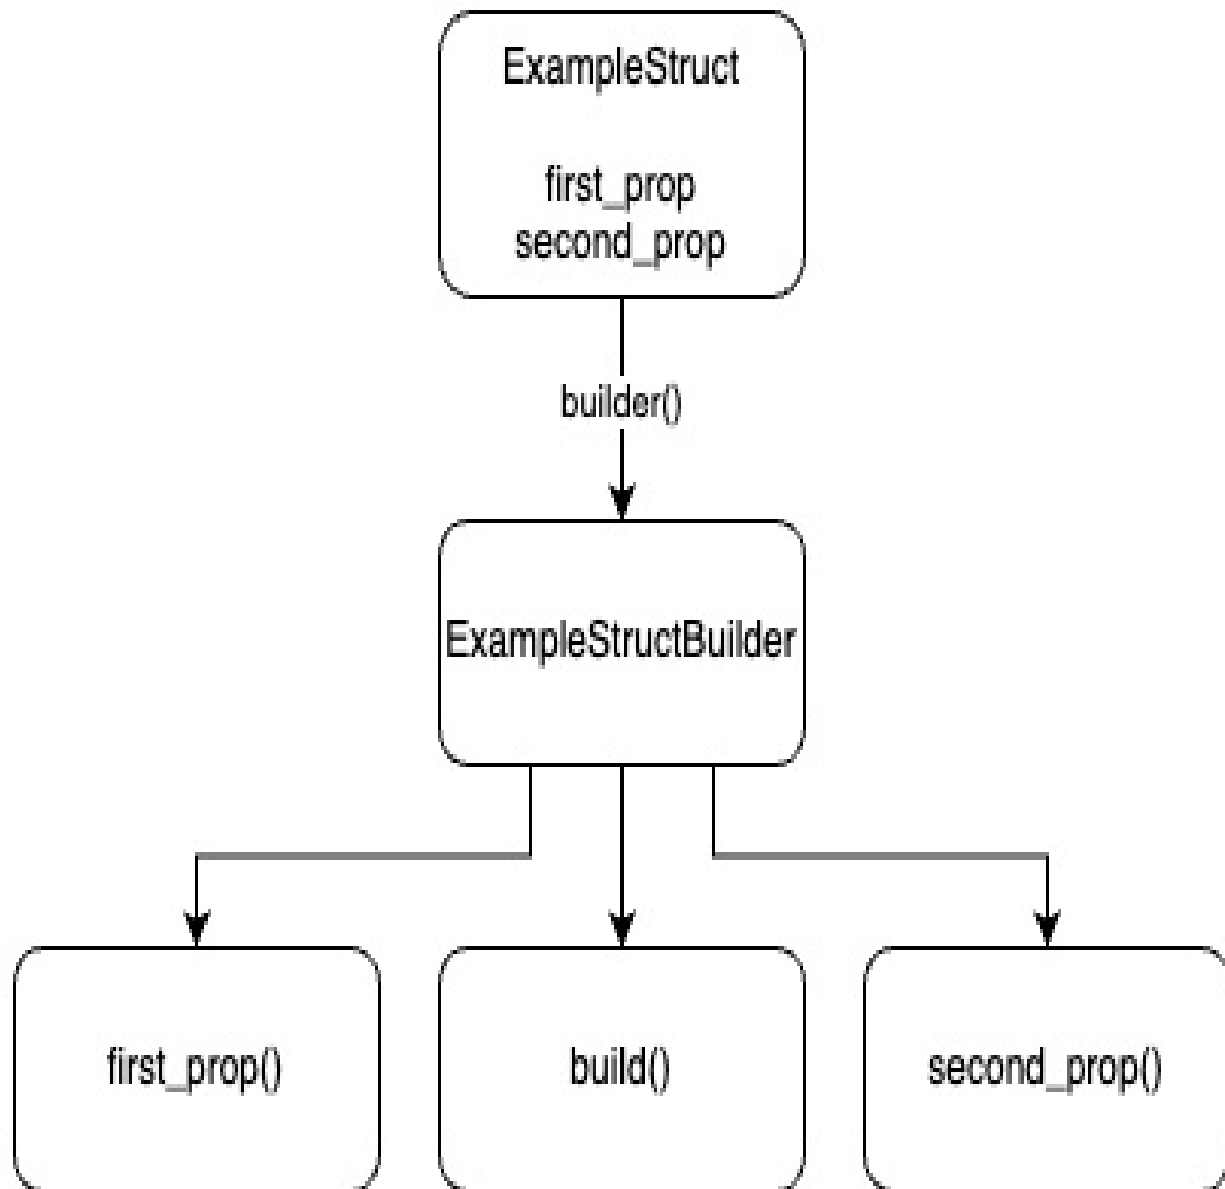 ExampleStruct
first_prop
second_prop
builder()
ExampleStructBuilder
first_prop()
build()
second_prop()